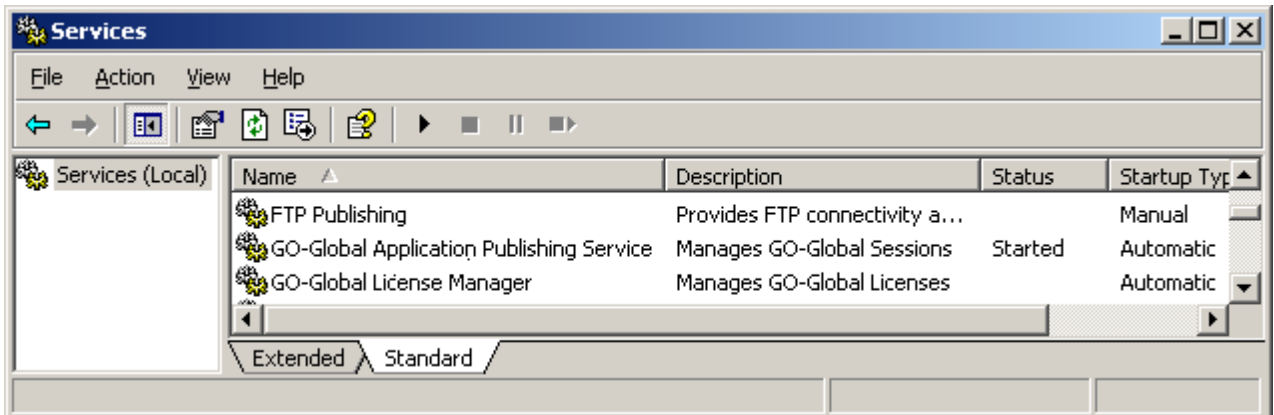 Services
File Action View Help
Services (Local)
Name Description Status Startup Typ
FTP Publishing Provides FTP connectivity a... Manual
GO-Global Application Publishing Service Manages GO-Global Sessions Started Automatic
GO-Global License Manager Manages GO-Global Licenses Automatic
Extended Standard